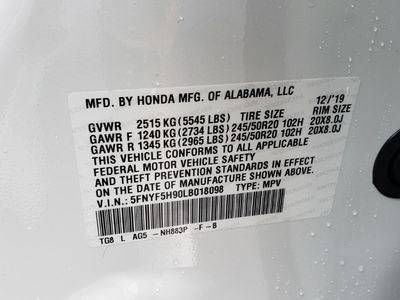 MFD. BY HONDA MFG. OF ALABAMA, LLC 12/'19
GVWR 2515 KG (5545 LBS) TIRE SIZE RIM SIZE
GAWR F 1240 KG (2734 LBS) 245/50R20 102H 20X8.0J
GAWR R 1345 KG (2965 LBS) 245/50R20 102H 20X8.0J
THIS VEHICLE CONFORMS TO ALL APPLICABLE
FEDERAL MOTOR VEHICLE SAFETY
AND THEFT PREVENTION STANDARDS IN EFFECT
ON THE DATE OF MANUFACTURE SHOWN ABOVE.
V.I.N.: 5FNYF5H90LB018098 TYPE: MPV
TG8 L AG5 -NH883P -F -B